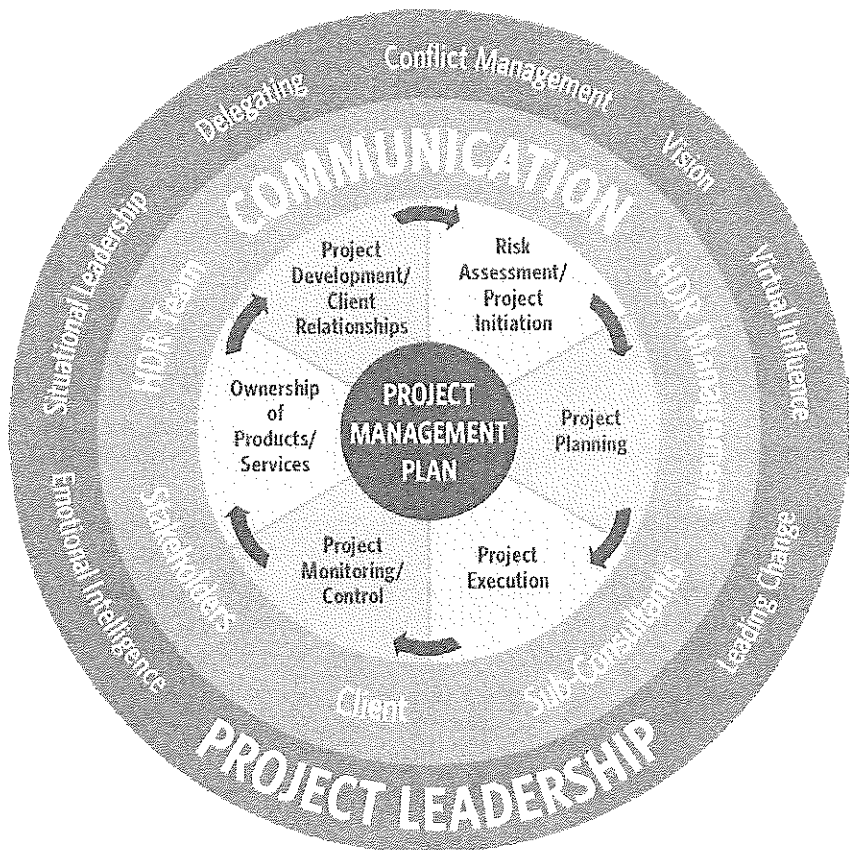 Conflict Management
Delegating
Vision
Situational Leadership
Virtual Influence
Emotional Intelligence
Leading Change
PROJECT LEADERSHIP
COMMUNICATION
HDR Team
HDR Management
Stakeholders
Sub-Consultants
Client
Project
Development/
Client
Relationships
Risk
Assessment/
Project
Initiation
Ownership
of
Products/
Services
PROJECT
MANAGEMENT
PLAN
Project
Planning
Project
Monitoring/
Control
Project
Execution